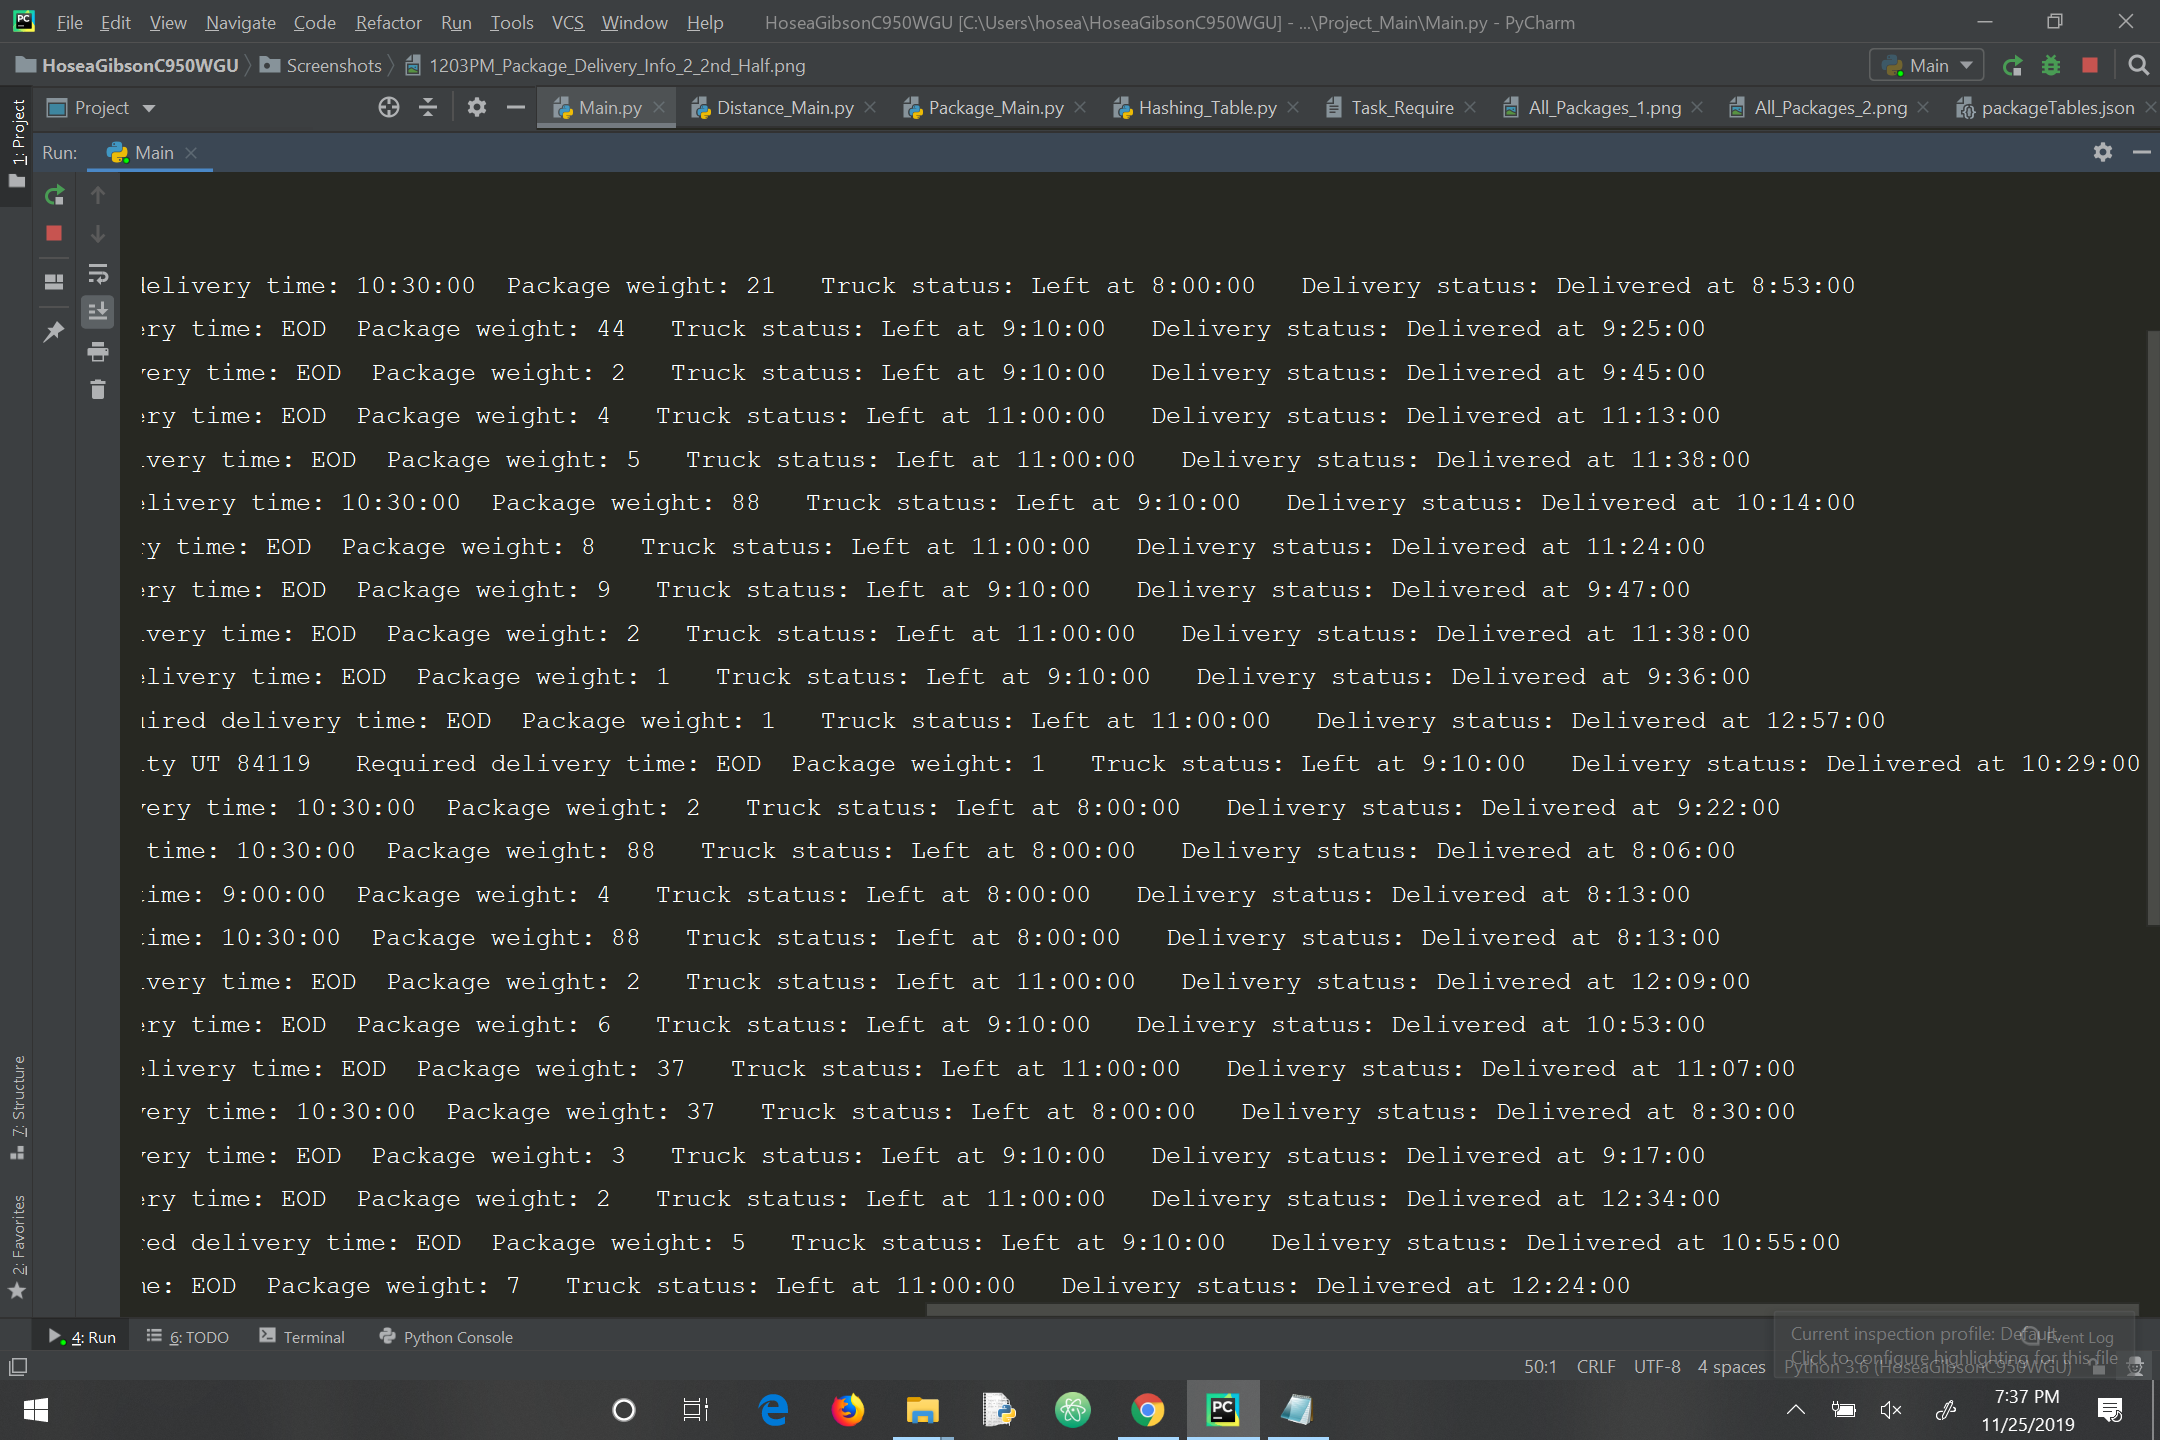 File Edit View Navigate Code Refactor Run Tools VCS Window Help HoseaGibsonC950WGU [C:\Users\hosea\HoseaGibsonC950WGU] - ...\Project_Main\Main.py - PyCharm
HoseaGibsonC950WGU Screenshots 1203PM_Package_Delivery_Info_2_2nd_Half.png Main
1: Project
Project Main.py Distance_Main.py Package_Main.py Hashing_Table.py Task_Require All_Packages_1.png All_Packages_2.png packageTables.json
Run: Main
delivery time: 10:30:00 Package weight: 21 Truck status: Left at 8:00:00 Delivery status: Delivered at 8:53:00
ery time: EOD Package weight: 44 Truck status: Left at 9:10:00 Delivery status: Delivered at 9:25:00
very time: EOD Package weight: 2 Truck status: Left at 9:10:00 Delivery status: Delivered at 9:45:00
ery time: EOD Package weight: 4 Truck status: Left at 11:00:00 Delivery status: Delivered at 11:13:00
ivery time: EOD Package weight: 5 Truck status: Left at 11:00:00 Delivery status: Delivered at 11:38:00
elivery time: 10:30:00 Package weight: 88 Truck status: Left at 9:10:00 Delivery status: Delivered at 10:14:00
ry time: EOD Package weight: 8 Truck status: Left at 11:00:00 Delivery status: Delivered at 11:24:00
ery time: EOD Package weight: 9 Truck status: Left at 9:10:00 Delivery status: Delivered at 9:47:00
ivery time: EOD Package weight: 2 Truck status: Left at 11:00:00 Delivery status: Delivered at 11:38:00
elivery time: EOD Package weight: 1 Truck status: Left at 9:10:00 Delivery status: Delivered at 9:36:00
uired delivery time: EOD Package weight: 1 Truck status: Left at 11:00:00 Delivery status: Delivered at 12:57:00
ity UT 84119 Required delivery time: EOD Package weight: 1 Truck status: Left at 9:10:00 Delivery status: Delivered at 10:29:00
very time: 10:30:00 Package weight: 2 Truck status: Left at 8:00:00 Delivery status: Delivered at 9:22:00
time: 10:30:00 Package weight: 88 Truck status: Left at 8:00:00 Delivery status: Delivered at 8:06:00
time: 9:00:00 Package weight: 4 Truck status: Left at 8:00:00 Delivery status: Delivered at 8:13:00
time: 10:30:00 Package weight: 88 Truck status: Left at 8:00:00 Delivery status: Delivered at 8:13:00
ivery time: EOD Package weight: 2 Truck status: Left at 11:00:00 Delivery status: Delivered at 12:09:00
ery time: EOD Package weight: 6 Truck status: Left at 9:10:00 Delivery status: Delivered at 10:53:00
elivery time: EOD Package weight: 37 Truck status: Left at 11:00:00 Delivery status: Delivered at 11:07:00
very time: 10:30:00 Package weight: 37 Truck status: Left at 8:00:00 Delivery status: Delivered at 8:30:00
very time: EOD Package weight: 3 Truck status: Left at 9:10:00 Delivery status: Delivered at 9:17:00
ery time: EOD Package weight: 2 Truck status: Left at 11:00:00 Delivery status: Delivered at 12:34:00
red delivery time: EOD Package weight: 5 Truck status: Left at 9:10:00 Delivery status: Delivered at 10:55:00
me: EOD Package weight: 7 Truck status: Left at 11:00:00 Delivery status: Delivered at 12:24:00
7: Structure
2: Favorites
4: Run 6: TODO Terminal Python Console Event Log
Current inspection profile: Default.
Click to configure highlighting for this file
50:1 CRLF UTF-8 4 spaces Python 3.6 (HoseaGibsonC950WGU)
7:37 PM
11/25/2019